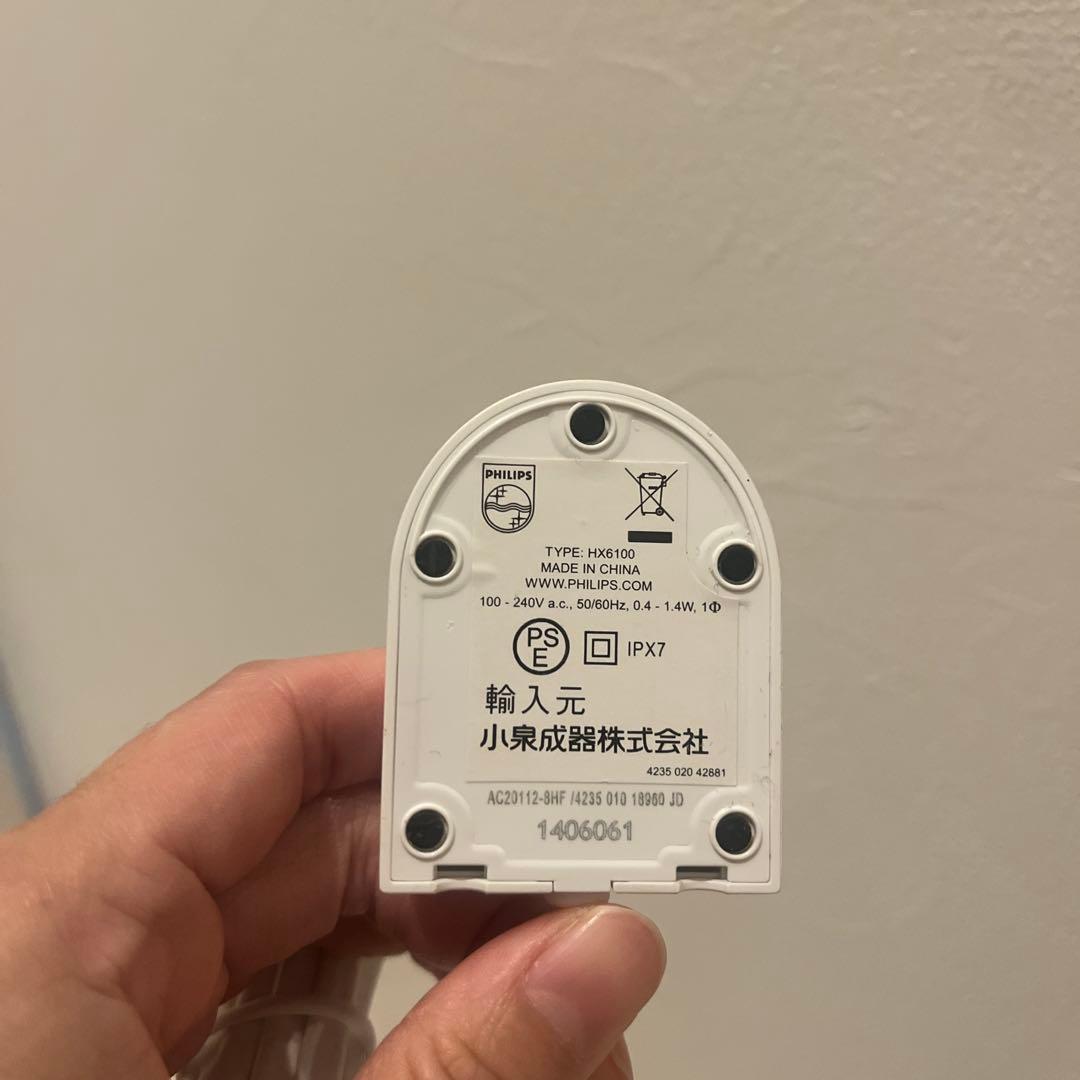 PHILIPS
TYPE: HX6100
MADE IN CHINA
WWW.PHILIPS.COM
100 - 240V a.c., 50/60Hz, 0.4 - 1.4W, 1Φ
PS
E
IPX7
輸入元
小泉成器株式会社
4235 020 42881
AC20112-8HF /4235 010 18960 JD
1406061